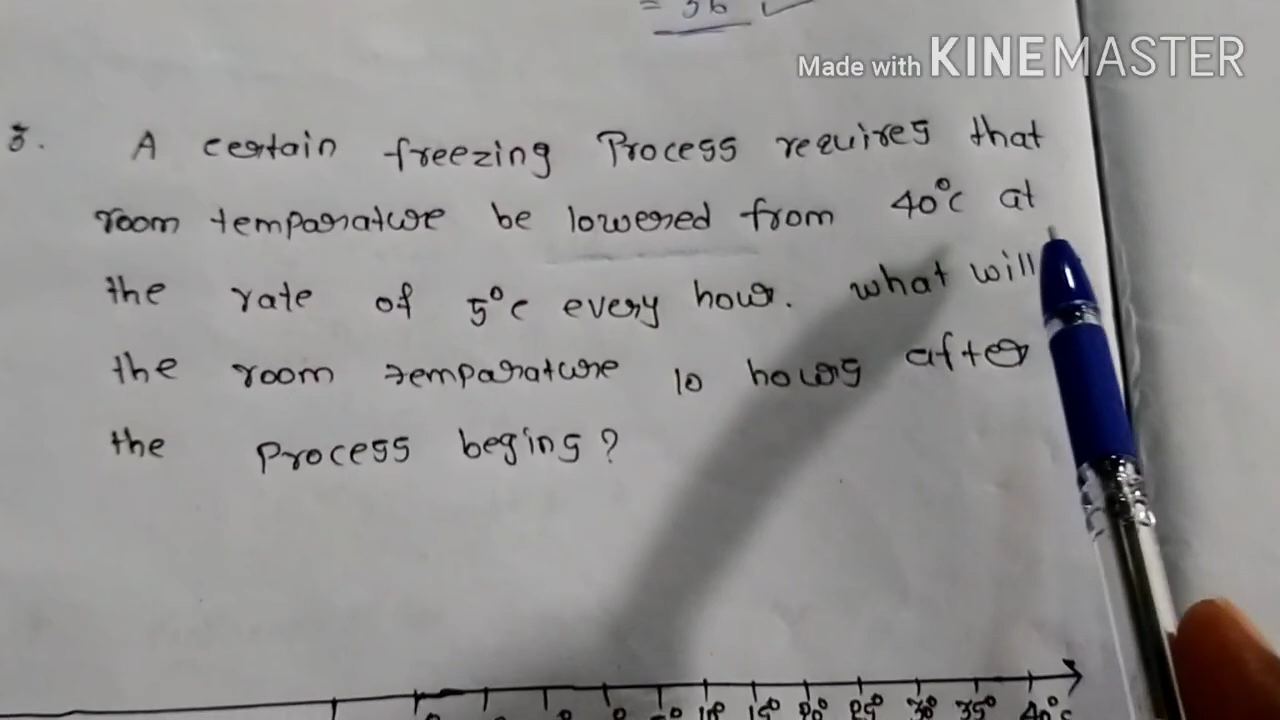 = 36
Made with KINEMASTER
3. A certain freezing Process requires that
room temparature be lowered from 40°c at
the rate of 5°c every hour. what will
the room temparature 10 hours after
the process begins?
10° 15° 20° 25° 30° 35° 40°c